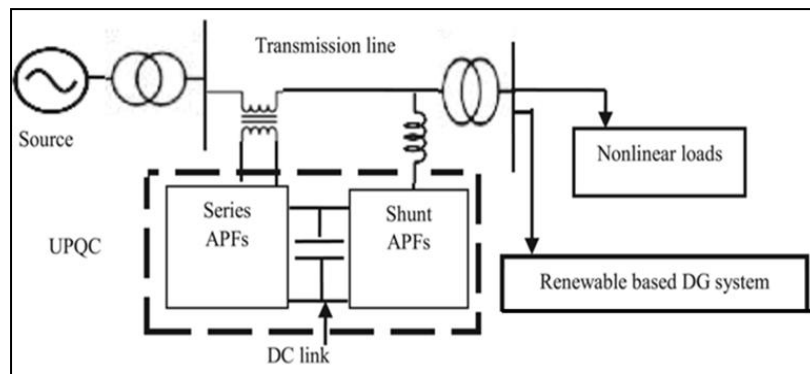 Transmission line
Source
Nonlinear loads
Series
APFs
Shunt
APFs
UPQC
Renewable based DG system
DC link